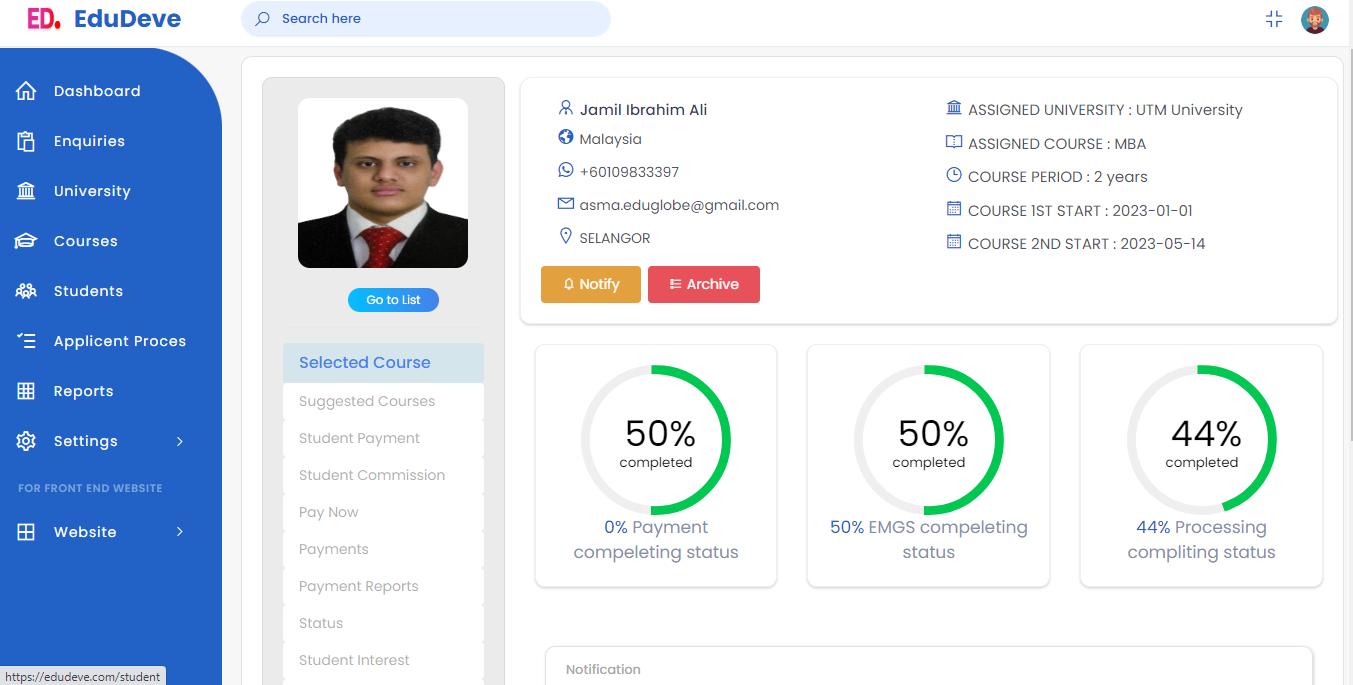 ED. EduDeve
Search here
Dashboard
Enquiries
University
Courses
Students
Applicent Proces
Reports
Settings
FOR FRONT END WEBSITE
Website
https://edudeve.com/student
Go to List
Selected Course
Suggested Courses
Student Payment
Student Commission
Pay Now
Payments
Payment Reports
Status
Student Interest
Jamil Ibrahim Ali
Malaysia
+60109833397
asma.eduglobe@gmail.com
SELANGOR
Notify
Archive
ASSIGNED UNIVERSITY : UTM University
ASSIGNED COURSE : MBA
COURSE PERIOD : 2 years
COURSE 1ST START : 2023-01-01
COURSE 2ND START : 2023-05-14
50%
completed
0% Payment
compeleting status
50%
completed
50% EMGS compeleting
status
44%
completed
44% Processing
compliting status
Notification